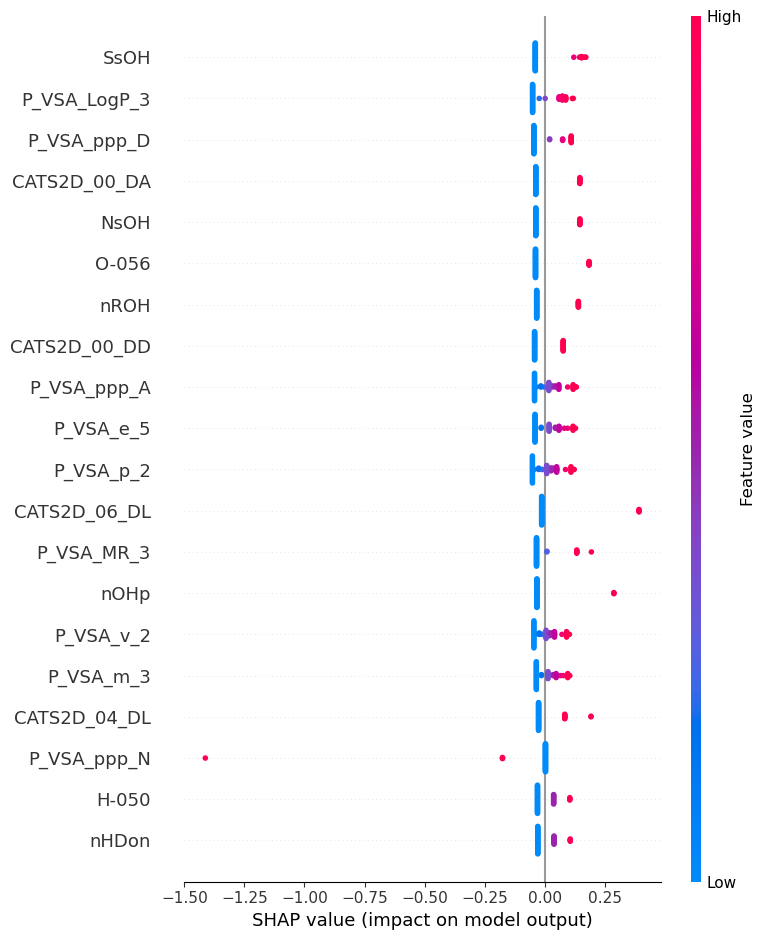 High
SsOH
P_VSA_LogP_3
P_VSA_ppp_D
CATS2D_00_DA
NsOH
O-056
nROH
CATS2D_00_DD
P_VSA_ppp_A
P_VSA_e_5
P_VSA_p_2
CATS2D_06_DL
P_VSA_MR_3
nOHp
P_VSA_v_2
P_VSA_m_3
CATS2D_04_DL
P_VSA_ppp_N
H-050
nHDon
Feature value
Low
−1.50 −1.25 −1.00 −0.75 −0.50 −0.25 0.00 0.25
SHAP value (impact on model output)